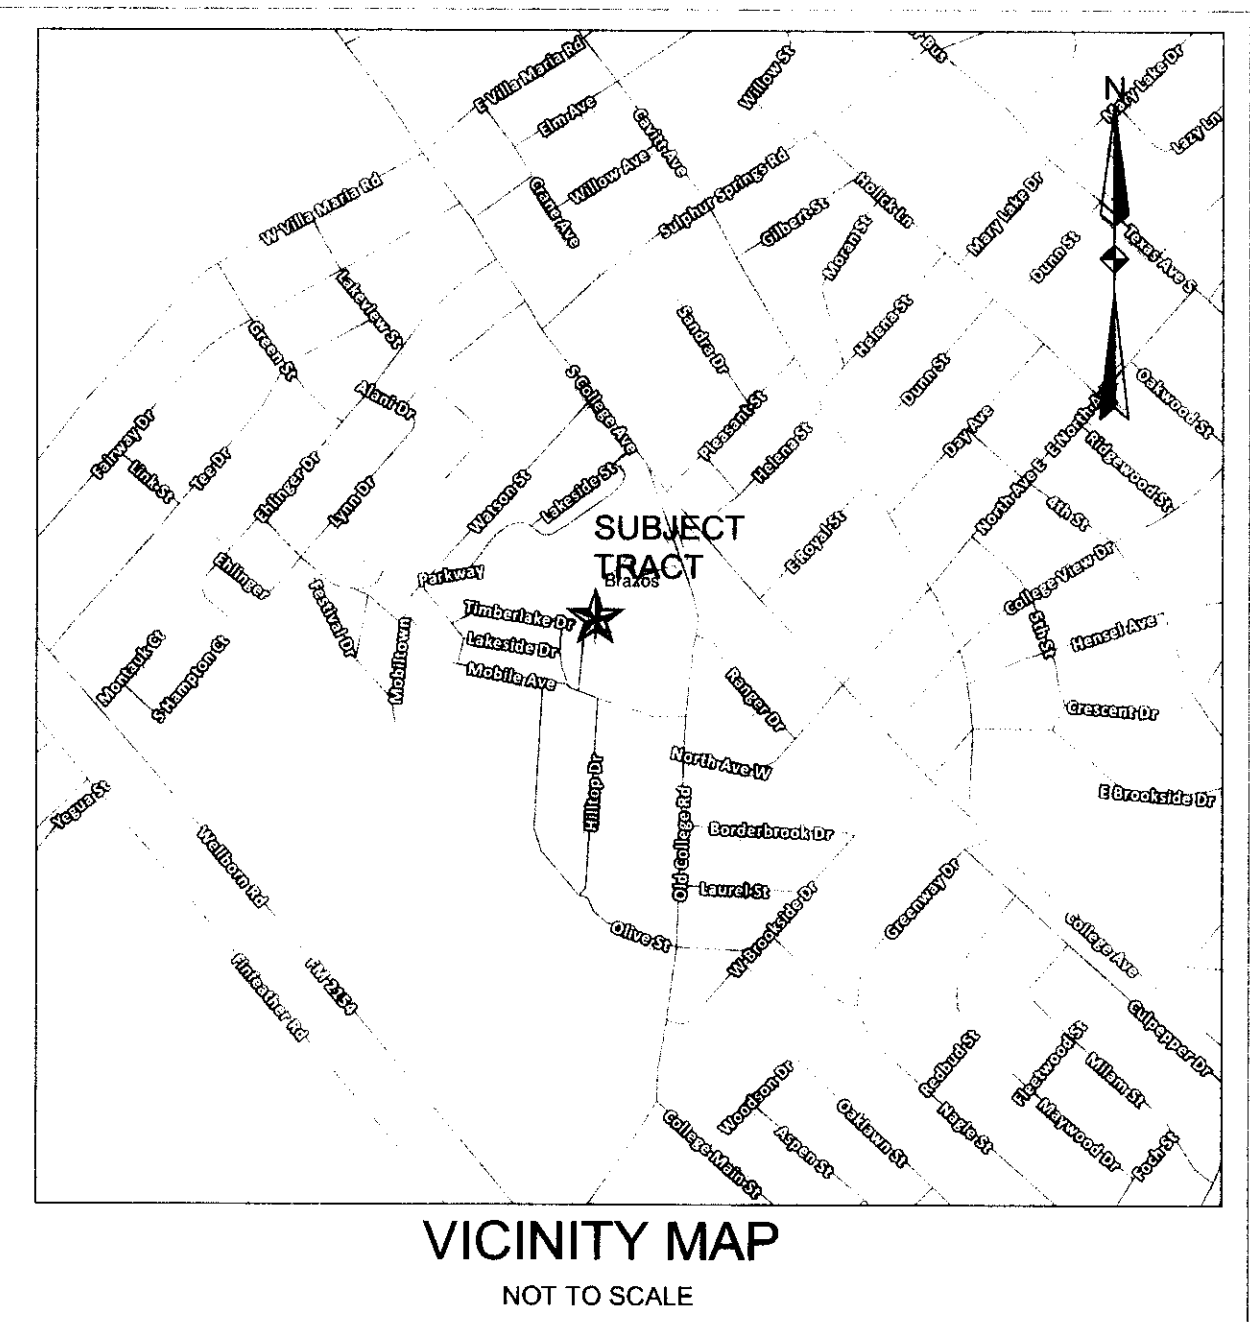 Bus
E Villa Maria Rd
Willow St
Mary Lake Dr
N
Elm Ave
Cavitt Ave
Lazy Ln
Willow Ave
Sulphur Springs Rd
W Villa Maria Rd
Crane Ave
Gilbert St
Holick Ln
Mary Lake Dr
Moran St
Dunn St
Texas Ave S
Lakeview St
Green St
Sandra Dr
Helena St
Alani Dr
S College Ave
Dunn St
Oakwood St
Fairway Dr
Link St
Tee Dr
Pleasant St
Helena St
Day Ave
E North Ave
Ridgewood St
Ehlinger Dr
Lynn Dr
Watson St
Lakeside St
North Ave E
4th St
SUBJECT
TRACT
Brazos
E Royal St
College View Dr
Ehlinger
Parkway
Festival Dr
Timberlake Dr
5th St
Hensel Ave
Montauk Ct
S Hampton Ct
Mobiltown
Lakeside Dr
Mobile Ave
Ranger Dr
Crescent Dr
North Ave W
Yegua St
Hilltop Dr
Old College Rd
E Brookside Dr
Borderbrook Dr
Wellborn Rd
Laurel St
Greenway Dr
Olive St
W Brookside Dr
College Ave
Finfeather Rd
FM 2154
Culpepper Dr
Redbud St
Fleetwood St
Milam St
Woodson Dr
College Main St
Aspen St
Oaklawn St
Nagle St
Maywood Dr
Foch St
VICINITY MAP
NOT TO SCALE